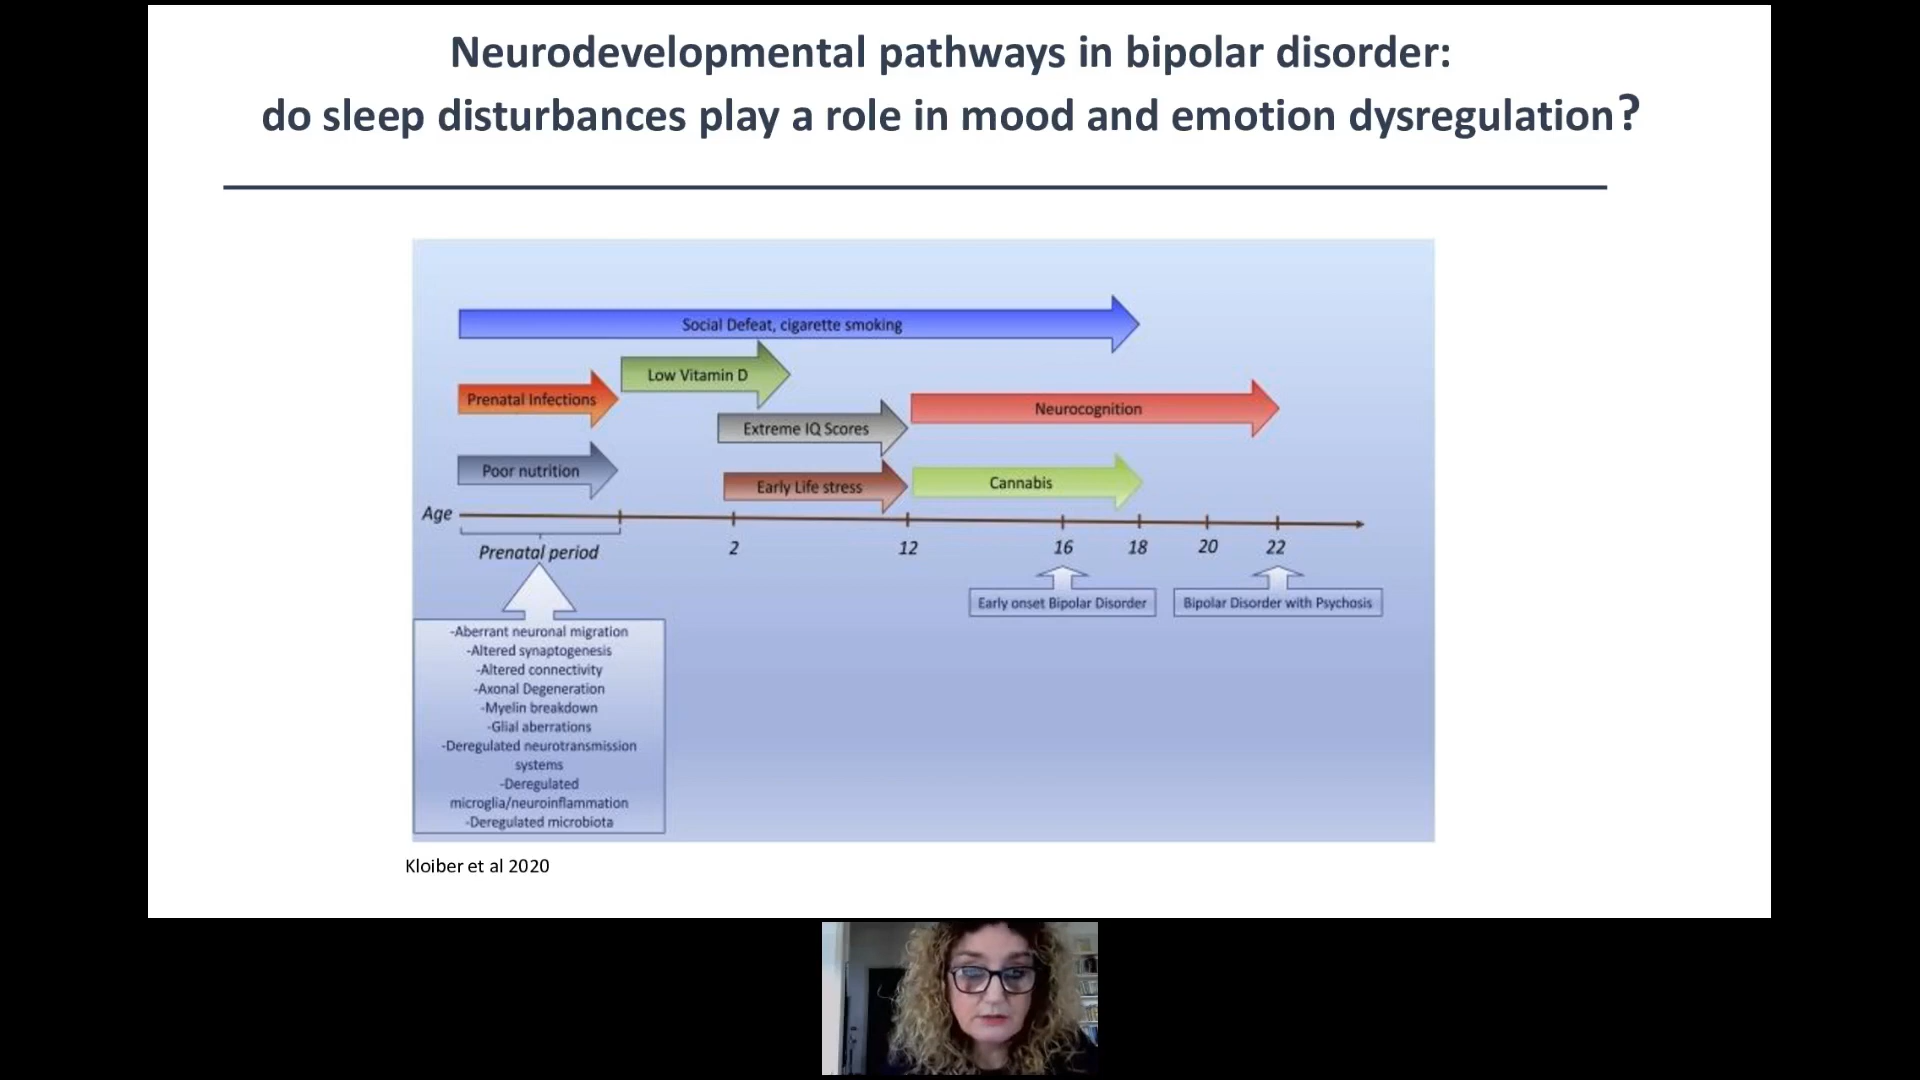 Neurodevelopmental pathways in bipolar disorder:
do sleep disturbances play a role in mood and emotion dysregulation?
Social Defeat, cigarette smoking
Low Vitamin D
Prenatal Infections
Neurocognition
Extreme IQ Scores
Poor nutrition
Early Life stress
Cannabis
Age
Prenatal period
2
12
16
18
20
22
Early onset Bipolar Disorder
Bipolar Disorder with Psychosis
-Aberrant neuronal migration
-Altered synaptogenesis
-Altered connectivity
-Axonal Degeneration
-Myelin breakdown
-Glial aberrations
-Deregulated neurotransmission
systems
-Deregulated
microglia/neuroinflammation
-Deregulated microbiota
Kloiber et al 2020